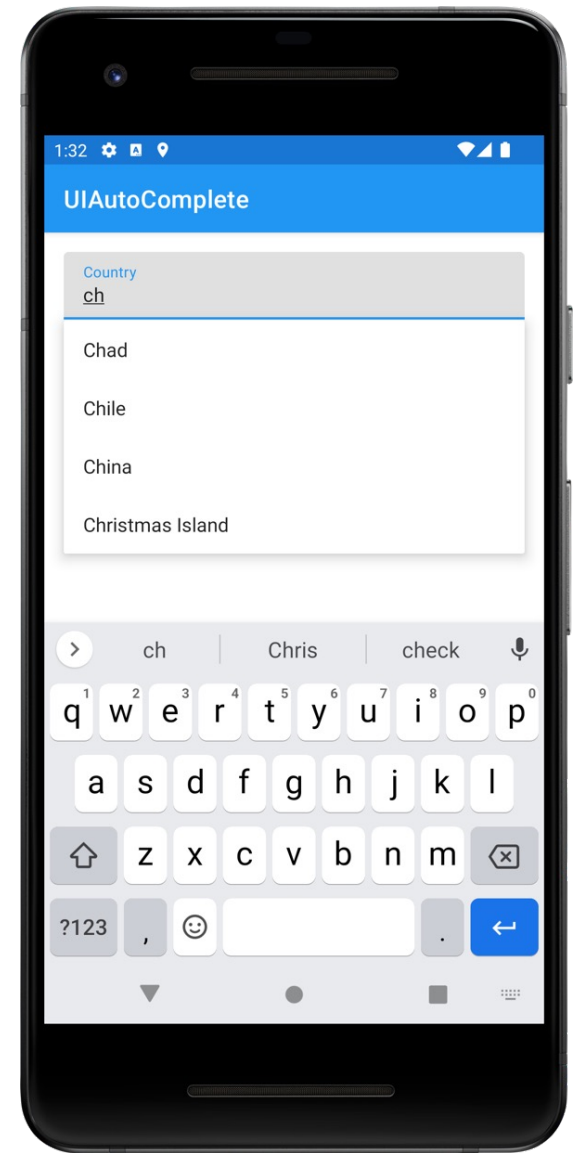 1:32
UIAutoComplete
Country
ch
Chad
Chile
China
Christmas Island
ch Chris check
1 2 3 4 5 6 7 8 9 0
q w e r t y u i o p
a s d f g h j k l
z x c v b n m
?123 , .